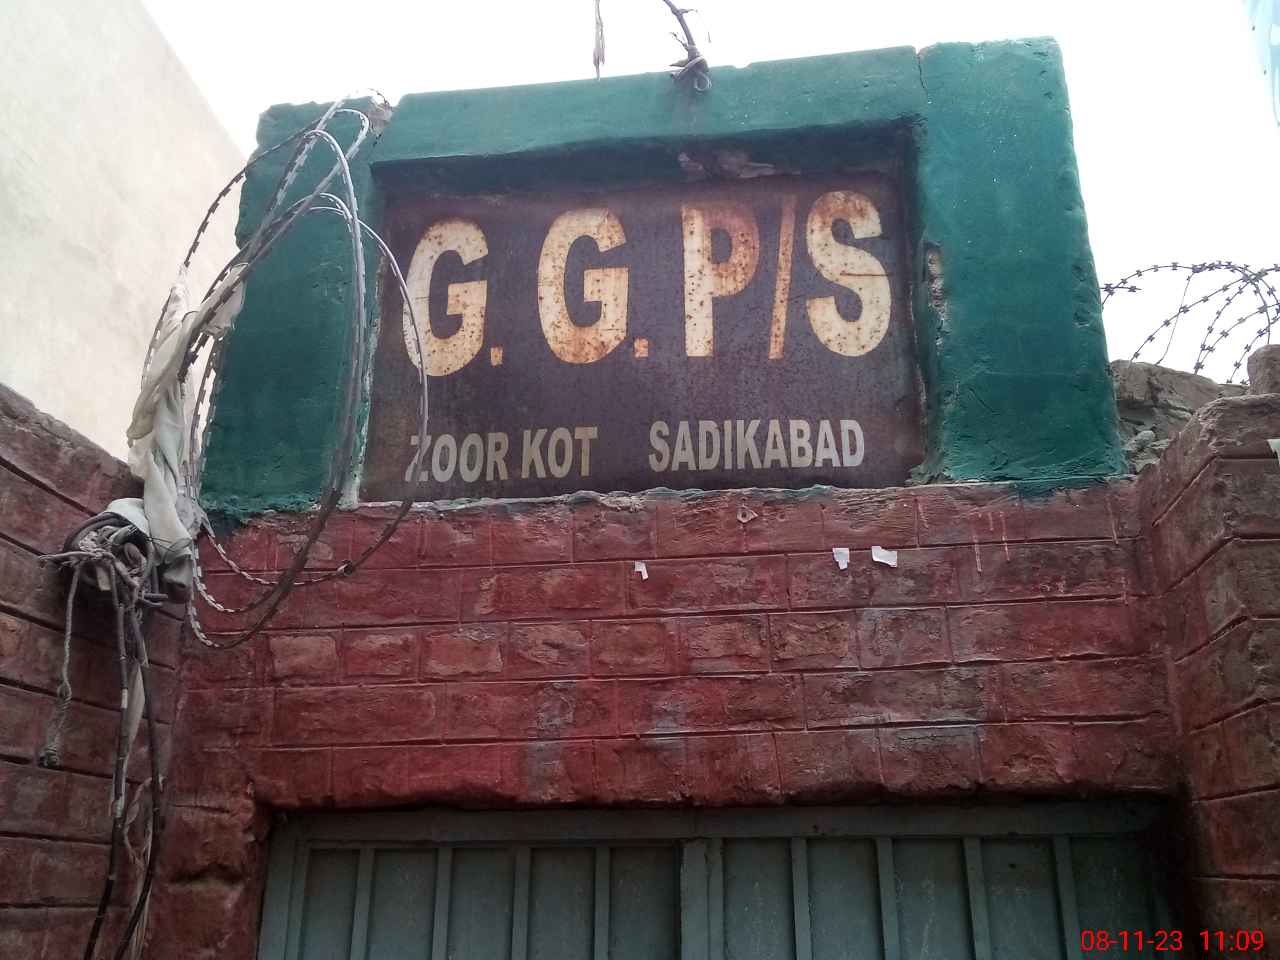 G. G. P/S
ZOOR KOT SADIKABAD
08-11-23 11:09